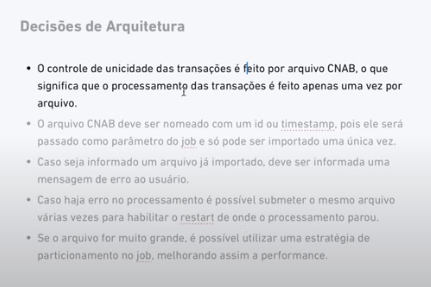 Decisões de Arquitetura
• O controle de unicidade das transações é feito por arquivo CNAB, o que
significa que o processamento das transações é feito apenas uma vez por
arquivo.
• O arquivo CNAB deve ser nomeado com um id ou timestamp, pois ele será
passado como parâmetro do job e só pode ser importado uma única vez.
• Caso seja informado um arquivo já importado, deve ser informada uma
mensagem de erro ao usuário.
• Caso haja erro no processamento é possível submeter o mesmo arquivo
várias vezes para habilitar o restart de onde o processamento parou.
• Se o arquivo for muito grande, é possível utilizar uma estratégia de
particionamento no job, melhorando assim a performance.